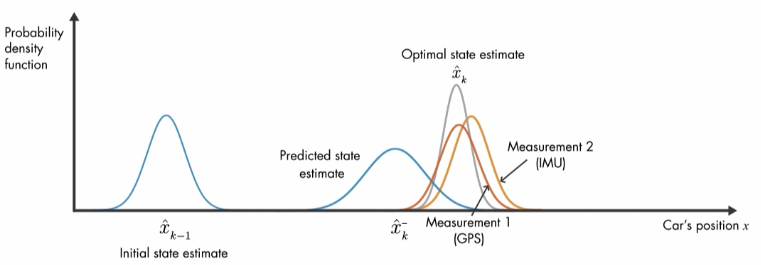 Probability
density
function
Optimal state estimate
x̂ₖ
Predicted state
estimate
Measurement 2
(IMU)
x̂ₖ₋₁
Initial state estimate
x̂ₖ⁻
Measurement 1
(GPS)
Car's position x